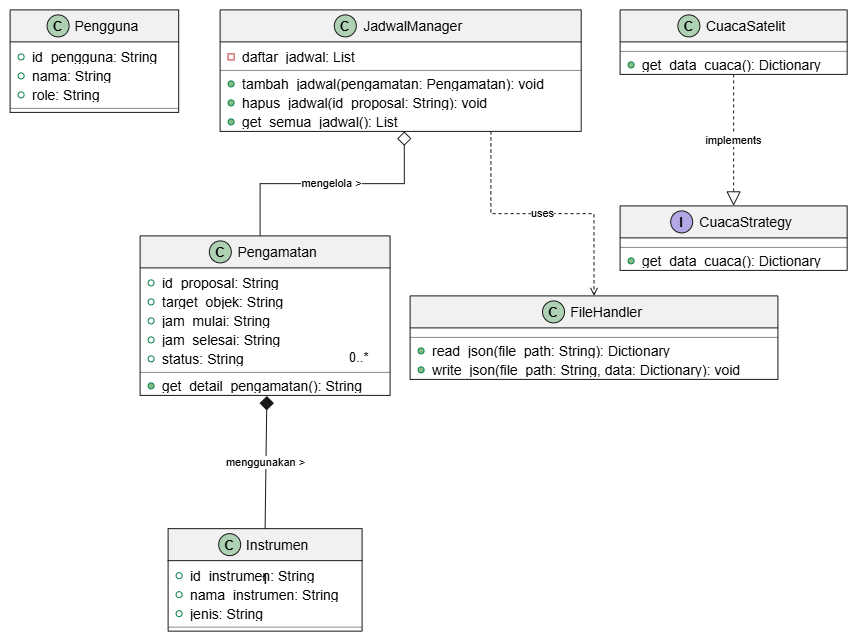 C Pengguna
id_pengguna: String
nama: String
role: String
C JadwalManager
daftar_jadwal: List
tambah_jadwal(pengamatan: Pengamatan): void
hapus_jadwal(id_proposal: String): void
get_semua_jadwal(): List
C CuacaSatelit
get_data_cuaca(): Dictionary
implements
mengelola >
uses
I CuacaStrategy
get_data_cuaca(): Dictionary
C Pengamatan
id_proposal: String
target_objek: String
jam_mulai: String
jam_selesai: String
status: String
0..*
get_detail_pengamatan(): String
C FileHandler
read_json(file_path: String): Dictionary
write_json(file_path: String, data: Dictionary): void
menggunakan >
C Instrumen
id_instrumen: String
nama_instrumen: String
jenis: String